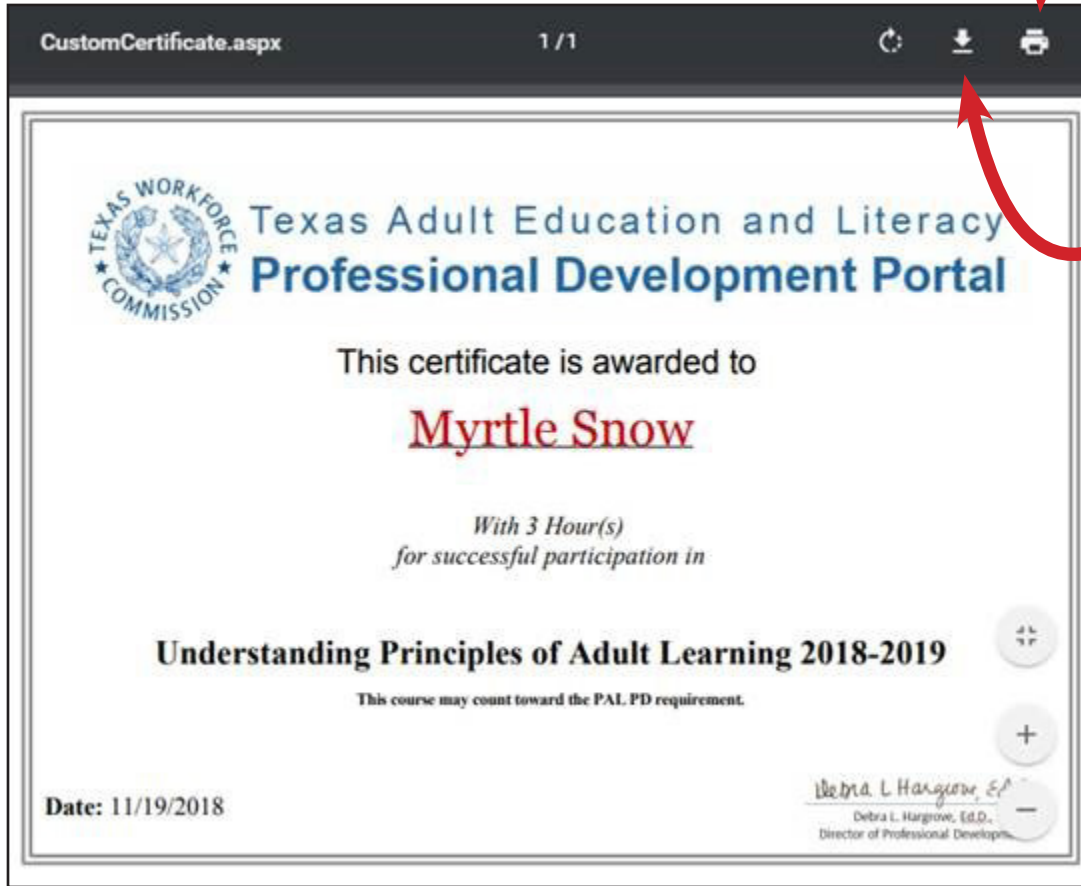 CustomCertificate.aspx 1 / 1
TEXAS WORKFORCE COMMISSION
Texas Adult Education and Literacy
Professional Development Portal
This certificate is awarded to
Myrtle Snow
With 3 Hour(s)
for successful participation in
Understanding Principles of Adult Learning 2018-2019
This course may count toward the PAL PD requirement.
Date: 11/19/2018
Debra L Hargrove,
Debra L. Hargrove, Ed.D.,
Director of Professional